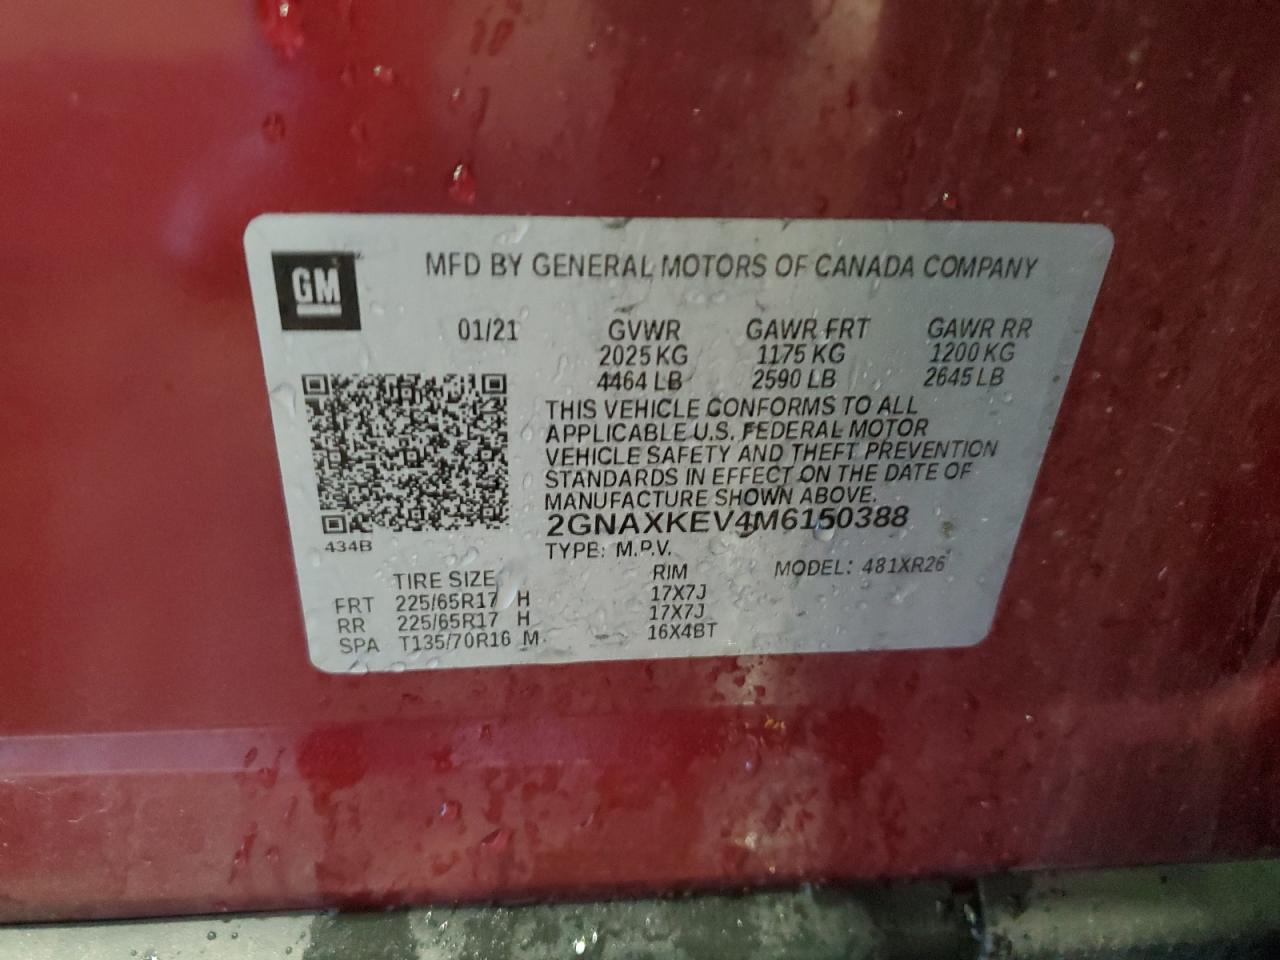 GM
MFD BY GENERAL MOTORS OF CANADA COMPANY
01/21 GVWR GAWR FRT GAWR RR
2025 KG 1175 KG 1200 KG
4464 LB 2590 LB 2645 LB
THIS VEHICLE CONFORMS TO ALL
APPLICABLE U.S. FEDERAL MOTOR
VEHICLE SAFETY AND THEFT PREVENTION
STANDARDS IN EFFECT ON THE DATE OF
MANUFACTURE SHOWN ABOVE.
2GNAXKEV4M6150388
434B
TYPE: M.P.V. MODEL: 481XR26
TIRE SIZE RIM
FRT 225/65R17 H 17X7J
RR 225/65R17 H 17X7J
SPA T135/70R16 M 16X4BT